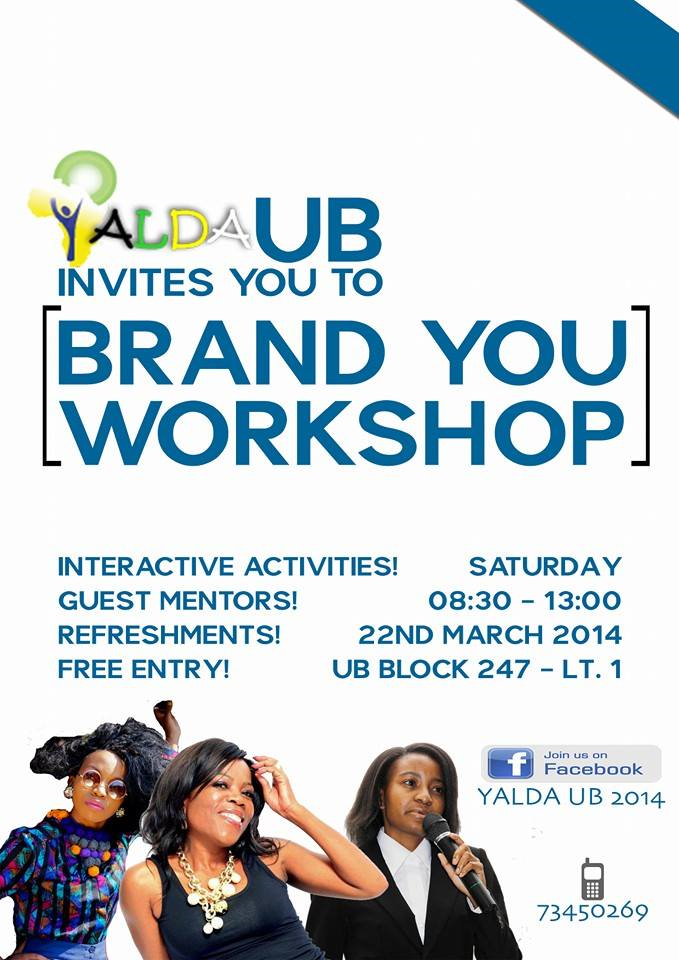 YALDA UB
INVITES YOU TO
[BRAND YOU
WORKSHOP]
INTERACTIVE ACTIVITIES! SATURDAY
GUEST MENTORS! 08:30 – 13:00
REFRESHMENTS! 22ND MARCH 2014
FREE ENTRY! UB BLOCK 247 – LT. 1
f Join us on
Facebook
YALDA UB 2014
73450269